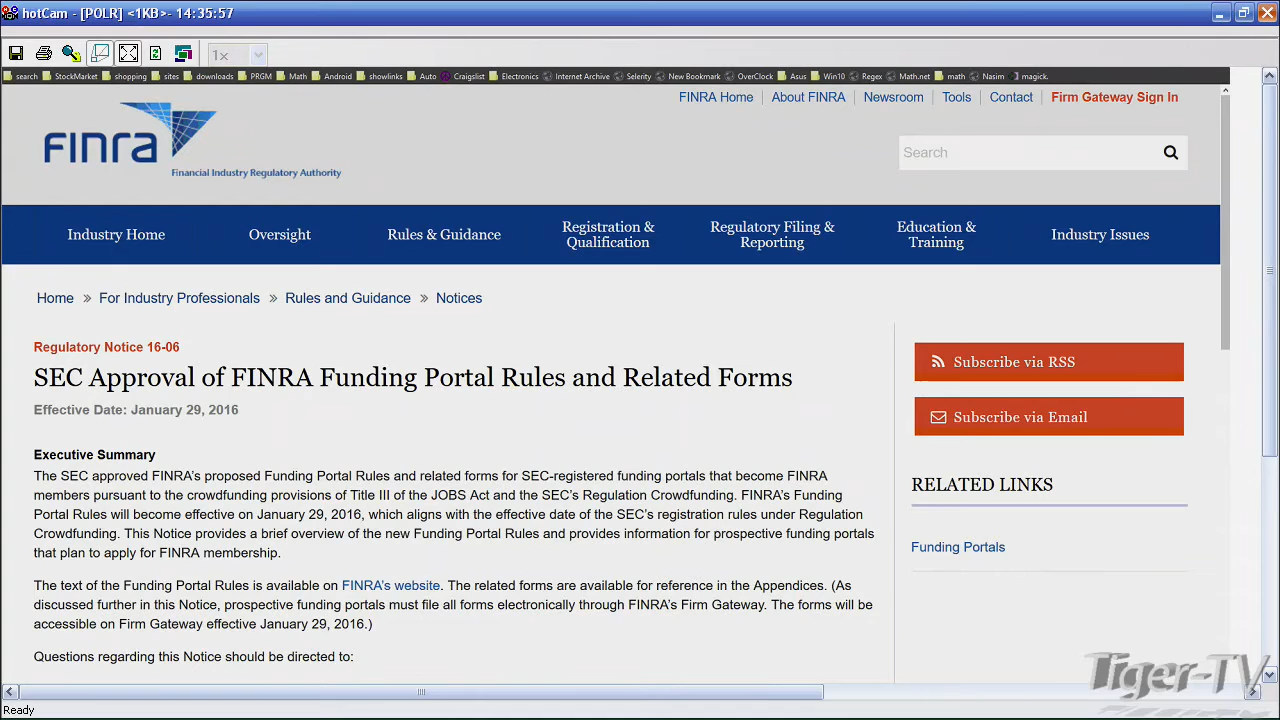 hotCam - [POLR] <1KB>- 14:35:57
1x
search StockMarket shopping sites downloads PRGM Math Android showlinks Auto Craigslist Electronics Internet Archive Selerity New Bookmark OverClock Asus Win10 Regex Math.net math Nasim magick.
FINRA Home About FINRA Newsroom Tools Contact Firm Gateway Sign In
finra
Financial Industry Regulatory Authority
Search
Industry Home Oversight Rules & Guidance Registration & Qualification Regulatory Filing & Reporting Education & Training Industry Issues
Home » For Industry Professionals » Rules and Guidance » Notices
Regulatory Notice 16-06
SEC Approval of FINRA Funding Portal Rules and Related Forms
Effective Date: January 29, 2016
Executive Summary
The SEC approved FINRA's proposed Funding Portal Rules and related forms for SEC-registered funding portals that become FINRA
members pursuant to the crowdfunding provisions of Title III of the JOBS Act and the SEC's Regulation Crowdfunding. FINRA's Funding
Portal Rules will become effective on January 29, 2016, which aligns with the effective date of the SEC's registration rules under Regulation
Crowdfunding. This Notice provides a brief overview of the new Funding Portal Rules and provides information for prospective funding portals
that plan to apply for FINRA membership.
The text of the Funding Portal Rules is available on FINRA's website. The related forms are available for reference in the Appendices. (As
discussed further in this Notice, prospective funding portals must file all forms electronically through FINRA's Firm Gateway. The forms will be
accessible on Firm Gateway effective January 29, 2016.)
Questions regarding this Notice should be directed to:
Subscribe via RSS
Subscribe via Email
RELATED LINKS
Funding Portals
Tiger-TV
Ready